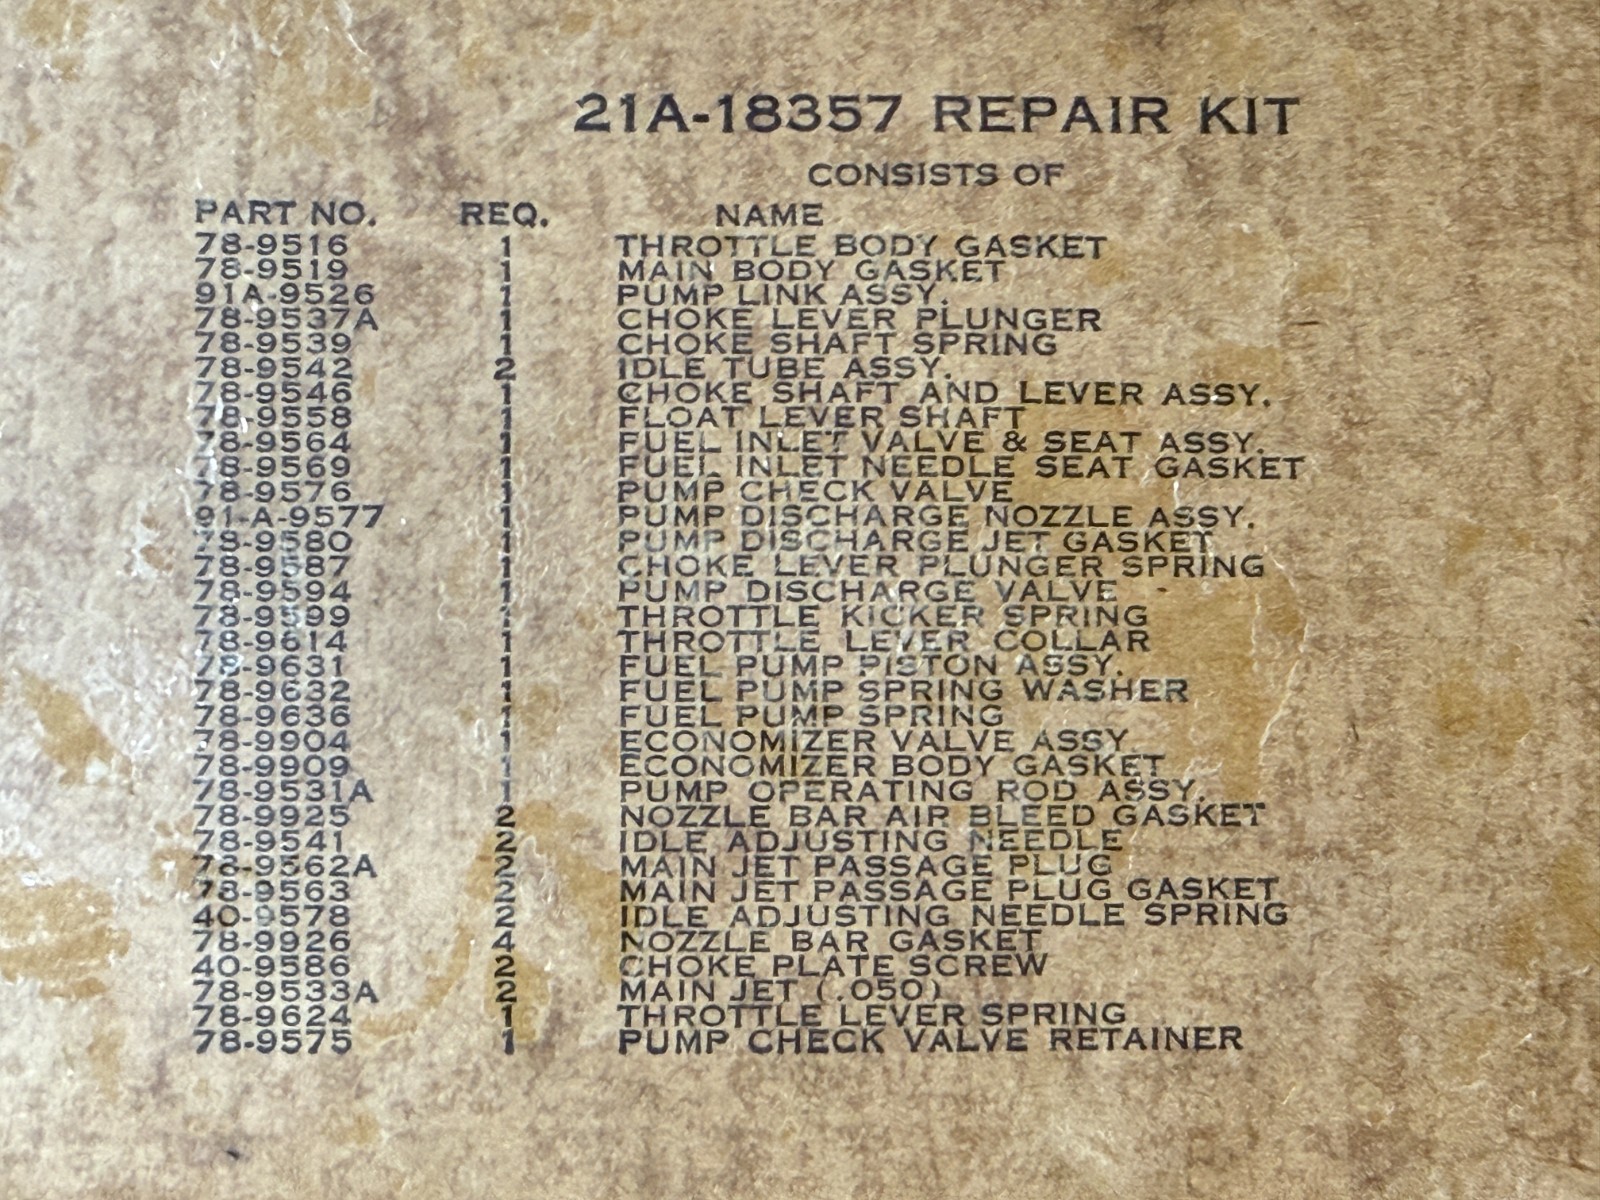 21A-18357 REPAIR KIT
CONSISTS OF
PART NO. REQ. NAME
78-9516 1 THROTTLE BODY GASKET
78-9519 1 MAIN BODY GASKET
91A-9526 1 PUMP LINK ASSY.
78-9537A 1 CHOKE LEVER PLUNGER
78-9539 1 CHOKE SHAFT SPRING
78-9542 2 IDLE TUBE ASSY.
78-9546 1 CHOKE SHAFT AND LEVER ASSY.
78-9558 1 FLOAT LEVER SHAFT
78-9564 1 FUEL INLET VALVE & SEAT ASSY.
78-9569 1 FUEL INLET NEEDLE SEAT GASKET
78-9576 1 PUMP CHECK VALVE
91-A-9577 1 PUMP DISCHARGE NOZZLE ASSY.
78-9580 1 PUMP DISCHARGE JET GASKET
78-9587 1 CHOKE LEVER PLUNGER SPRING
78-9594 1 PUMP DISCHARGE VALVE
78-9599 1 THROTTLE KICKER SPRING
78-9614 1 THROTTLE LEVER COLLAR
78-9631 1 FUEL PUMP PISTON ASSY.
78-9632 1 FUEL PUMP SPRING WASHER
78-9636 1 FUEL PUMP SPRING
78-9904 1 ECONOMIZER VALVE ASSY.
78-9909 1 ECONOMIZER BODY GASKET
78-9531A 1 PUMP OPERATING ROD ASSY.
78-9925 2 NOZZLE BAR AIR BLEED GASKET
78-9541 2 IDLE ADJUSTING NEEDLE
78-9562A 2 MAIN JET PASSAGE PLUG
78-9563 2 MAIN JET PASSAGE PLUG GASKET
40-9578 2 IDLE ADJUSTING NEEDLE SPRING
78-9926 4 NOZZLE BAR GASKET
40-9586 2 CHOKE PLATE SCREW
78-9533A 2 MAIN JET (.050)
78-9624 1 THROTTLE LEVER SPRING
78-9575 1 PUMP CHECK VALVE RETAINER